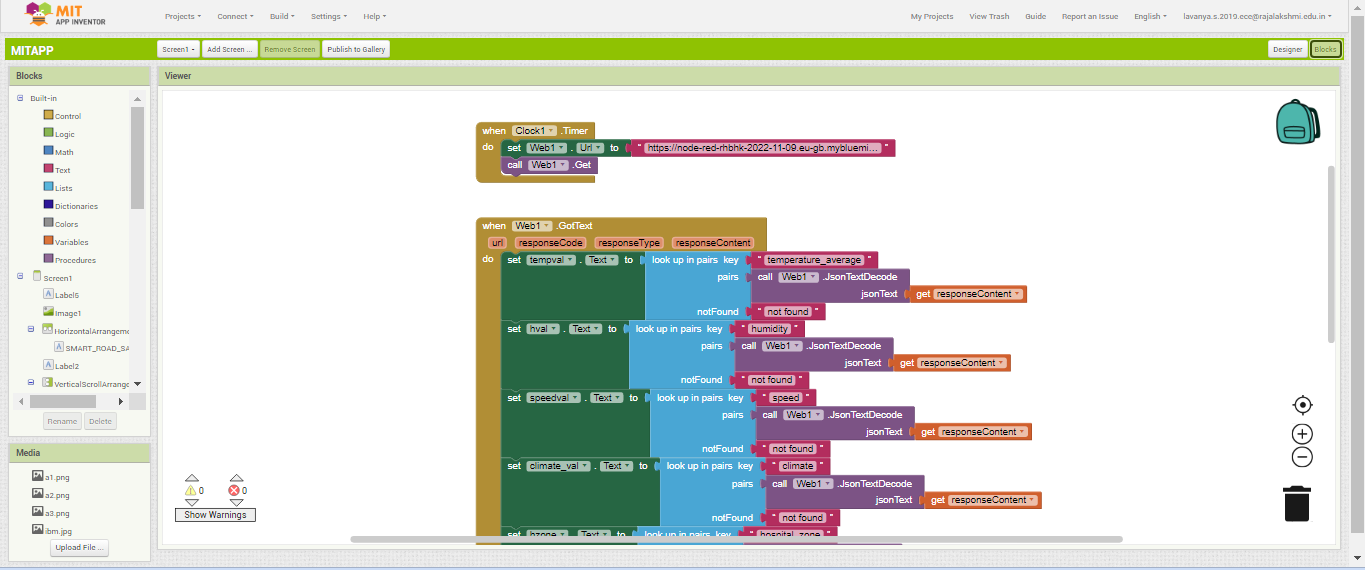 MIT
APP INVENTOR
Projects Connect Build Settings Help My Projects View Trash Guide Report an Issue English lavanya.s.2019.ece@rajalakshmi.edu.in
MITAPP Screen1 Add Screen ... Remove Screen Publish to Gallery Designer Blocks
Blocks
Built-in
Control
Logic
Math
Text
Lists
Dictionaries
Colors
Variables
Procedures
Screen1
Label5
Image1
HorizontalArrangeme
SMART_ROAD_SA
Label2
VerticalScrollArrange
Rename Delete
Media
a1.png
a2.png
a3.png
ibm.jpg
Upload File ...
Viewer
when Clock1 .Timer
do set Web1 . Url to " https://node-red-rhbhk-2022-11-09.eu-gb.mybluemi... "
call Web1 .Get
when Web1 .GotText
url responseCode responseType responseContent
do set tempval . Text to look up in pairs key " temperature_average "
pairs call Web1 .JsonTextDecode
jsonText get responseContent
notFound " not found "
set hval . Text to look up in pairs key " humidity "
pairs call Web1 .JsonTextDecode
jsonText get responseContent
notFound " not found "
set speedval . Text to look up in pairs key " speed "
pairs call Web1 .JsonTextDecode
jsonText get responseContent
notFound " not found "
set climate_val . Text to look up in pairs key " climate "
pairs call Web1 .JsonTextDecode
jsonText get responseContent
notFound " not found "
set hzone . Text to look up in pairs key " hospital_zone "
0 0
Show Warnings